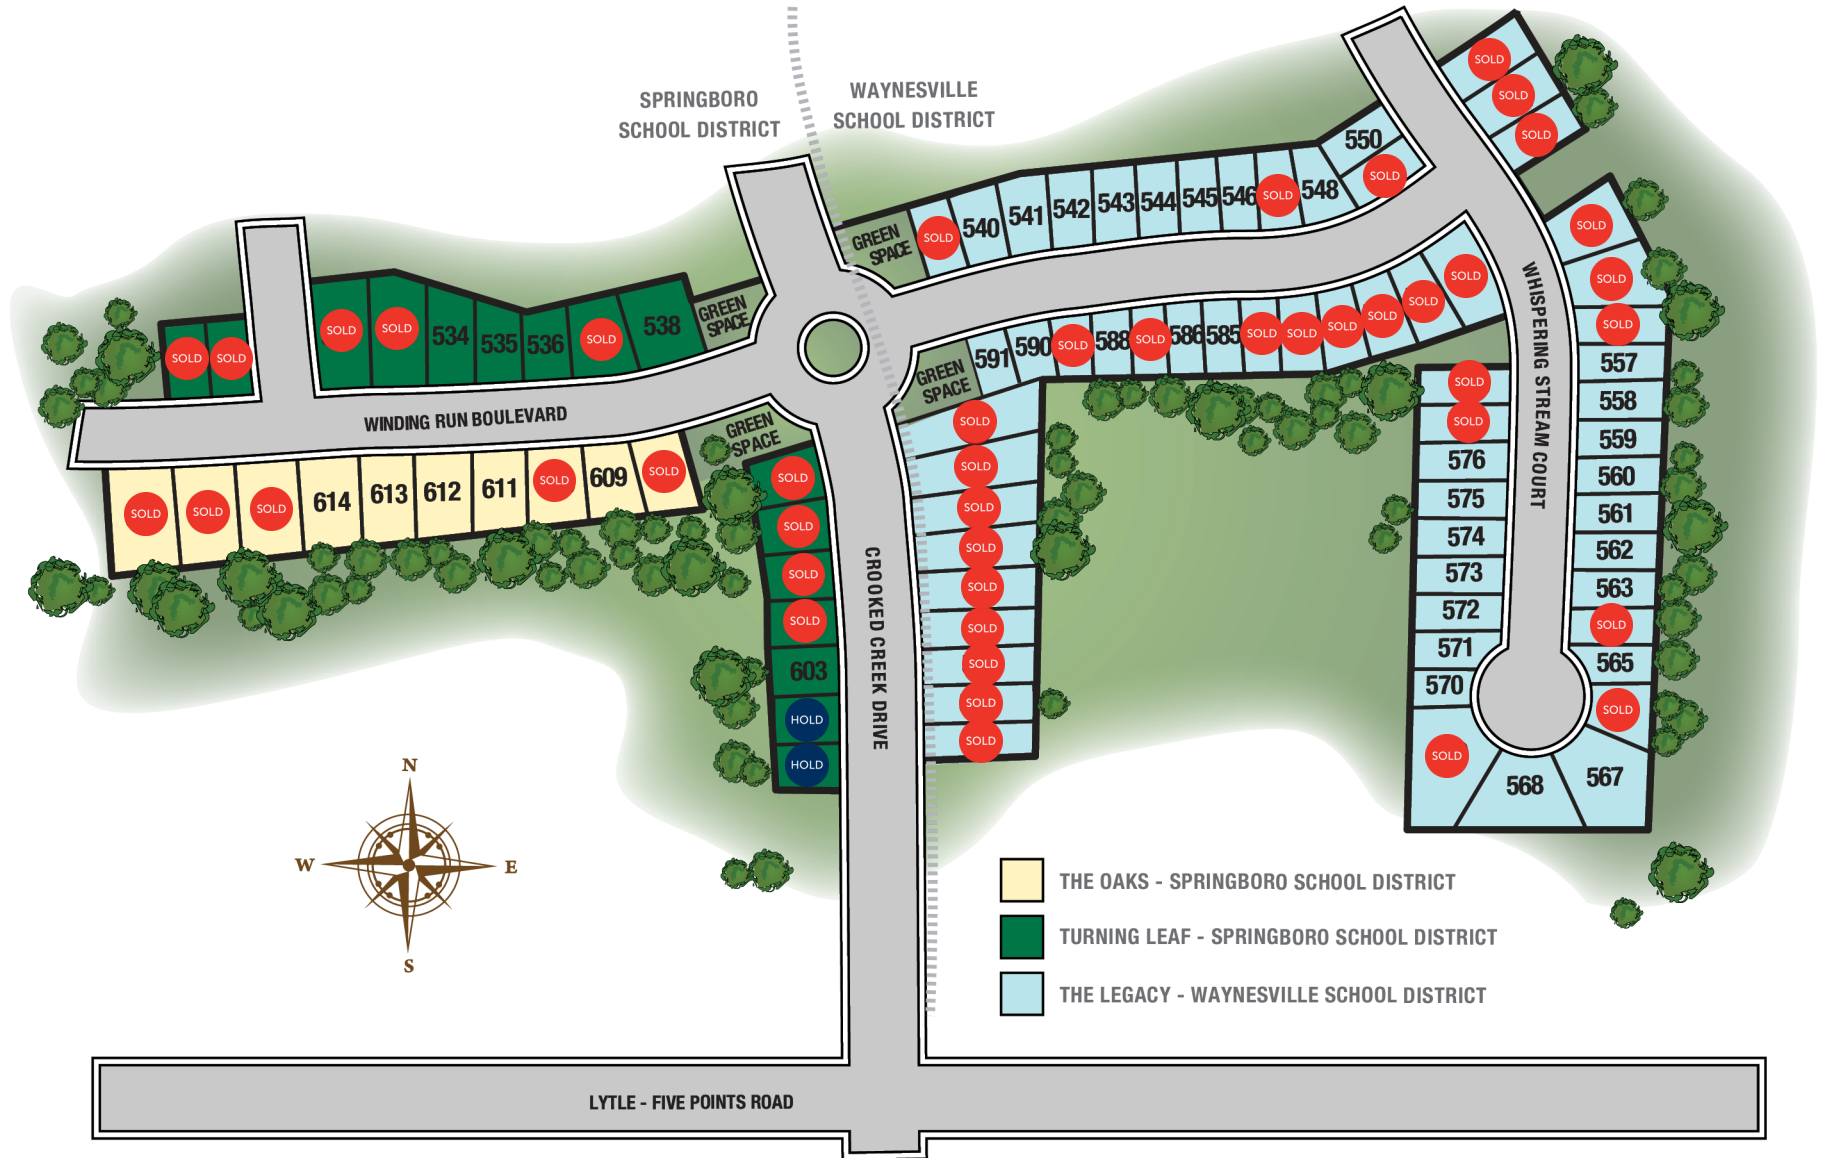 SPRINGBORO
SCHOOL DISTRICT
WAYNESVILLE
SCHOOL DISTRICT
SOLD
SOLD
SOLD
550
SOLD
GREEN
SPACE
SOLD
540
541
542
543
544
545
546
SOLD
548
SOLD
SOLD
SOLD
SOLD
SOLD
534
535
536
SOLD
538
GREEN
SPACE
WINDING RUN BOULEVARD
GREEN
SPACE
591
590
SOLD
588
SOLD
586
585
SOLD
SOLD
SOLD
SOLD
SOLD
SOLD
WHISPERING STREAM COURT
SOLD
SOLD
SOLD
557
558
559
560
561
562
563
SOLD
565
SOLD
567
568
SOLD
570
571
572
573
574
575
576
SOLD
SOLD
SOLD
SOLD
SOLD
614
613
612
611
SOLD
609
SOLD
GREEN
SPACE
SOLD
SOLD
SOLD
SOLD
603
HOLD
HOLD
CROOKED CREEK DRIVE
SOLD
SOLD
SOLD
SOLD
SOLD
SOLD
SOLD
SOLD
SOLD
N
W
E
S
THE OAKS - SPRINGBORO SCHOOL DISTRICT
TURNING LEAF - SPRINGBORO SCHOOL DISTRICT
THE LEGACY - WAYNESVILLE SCHOOL DISTRICT
LYTLE - FIVE POINTS ROAD